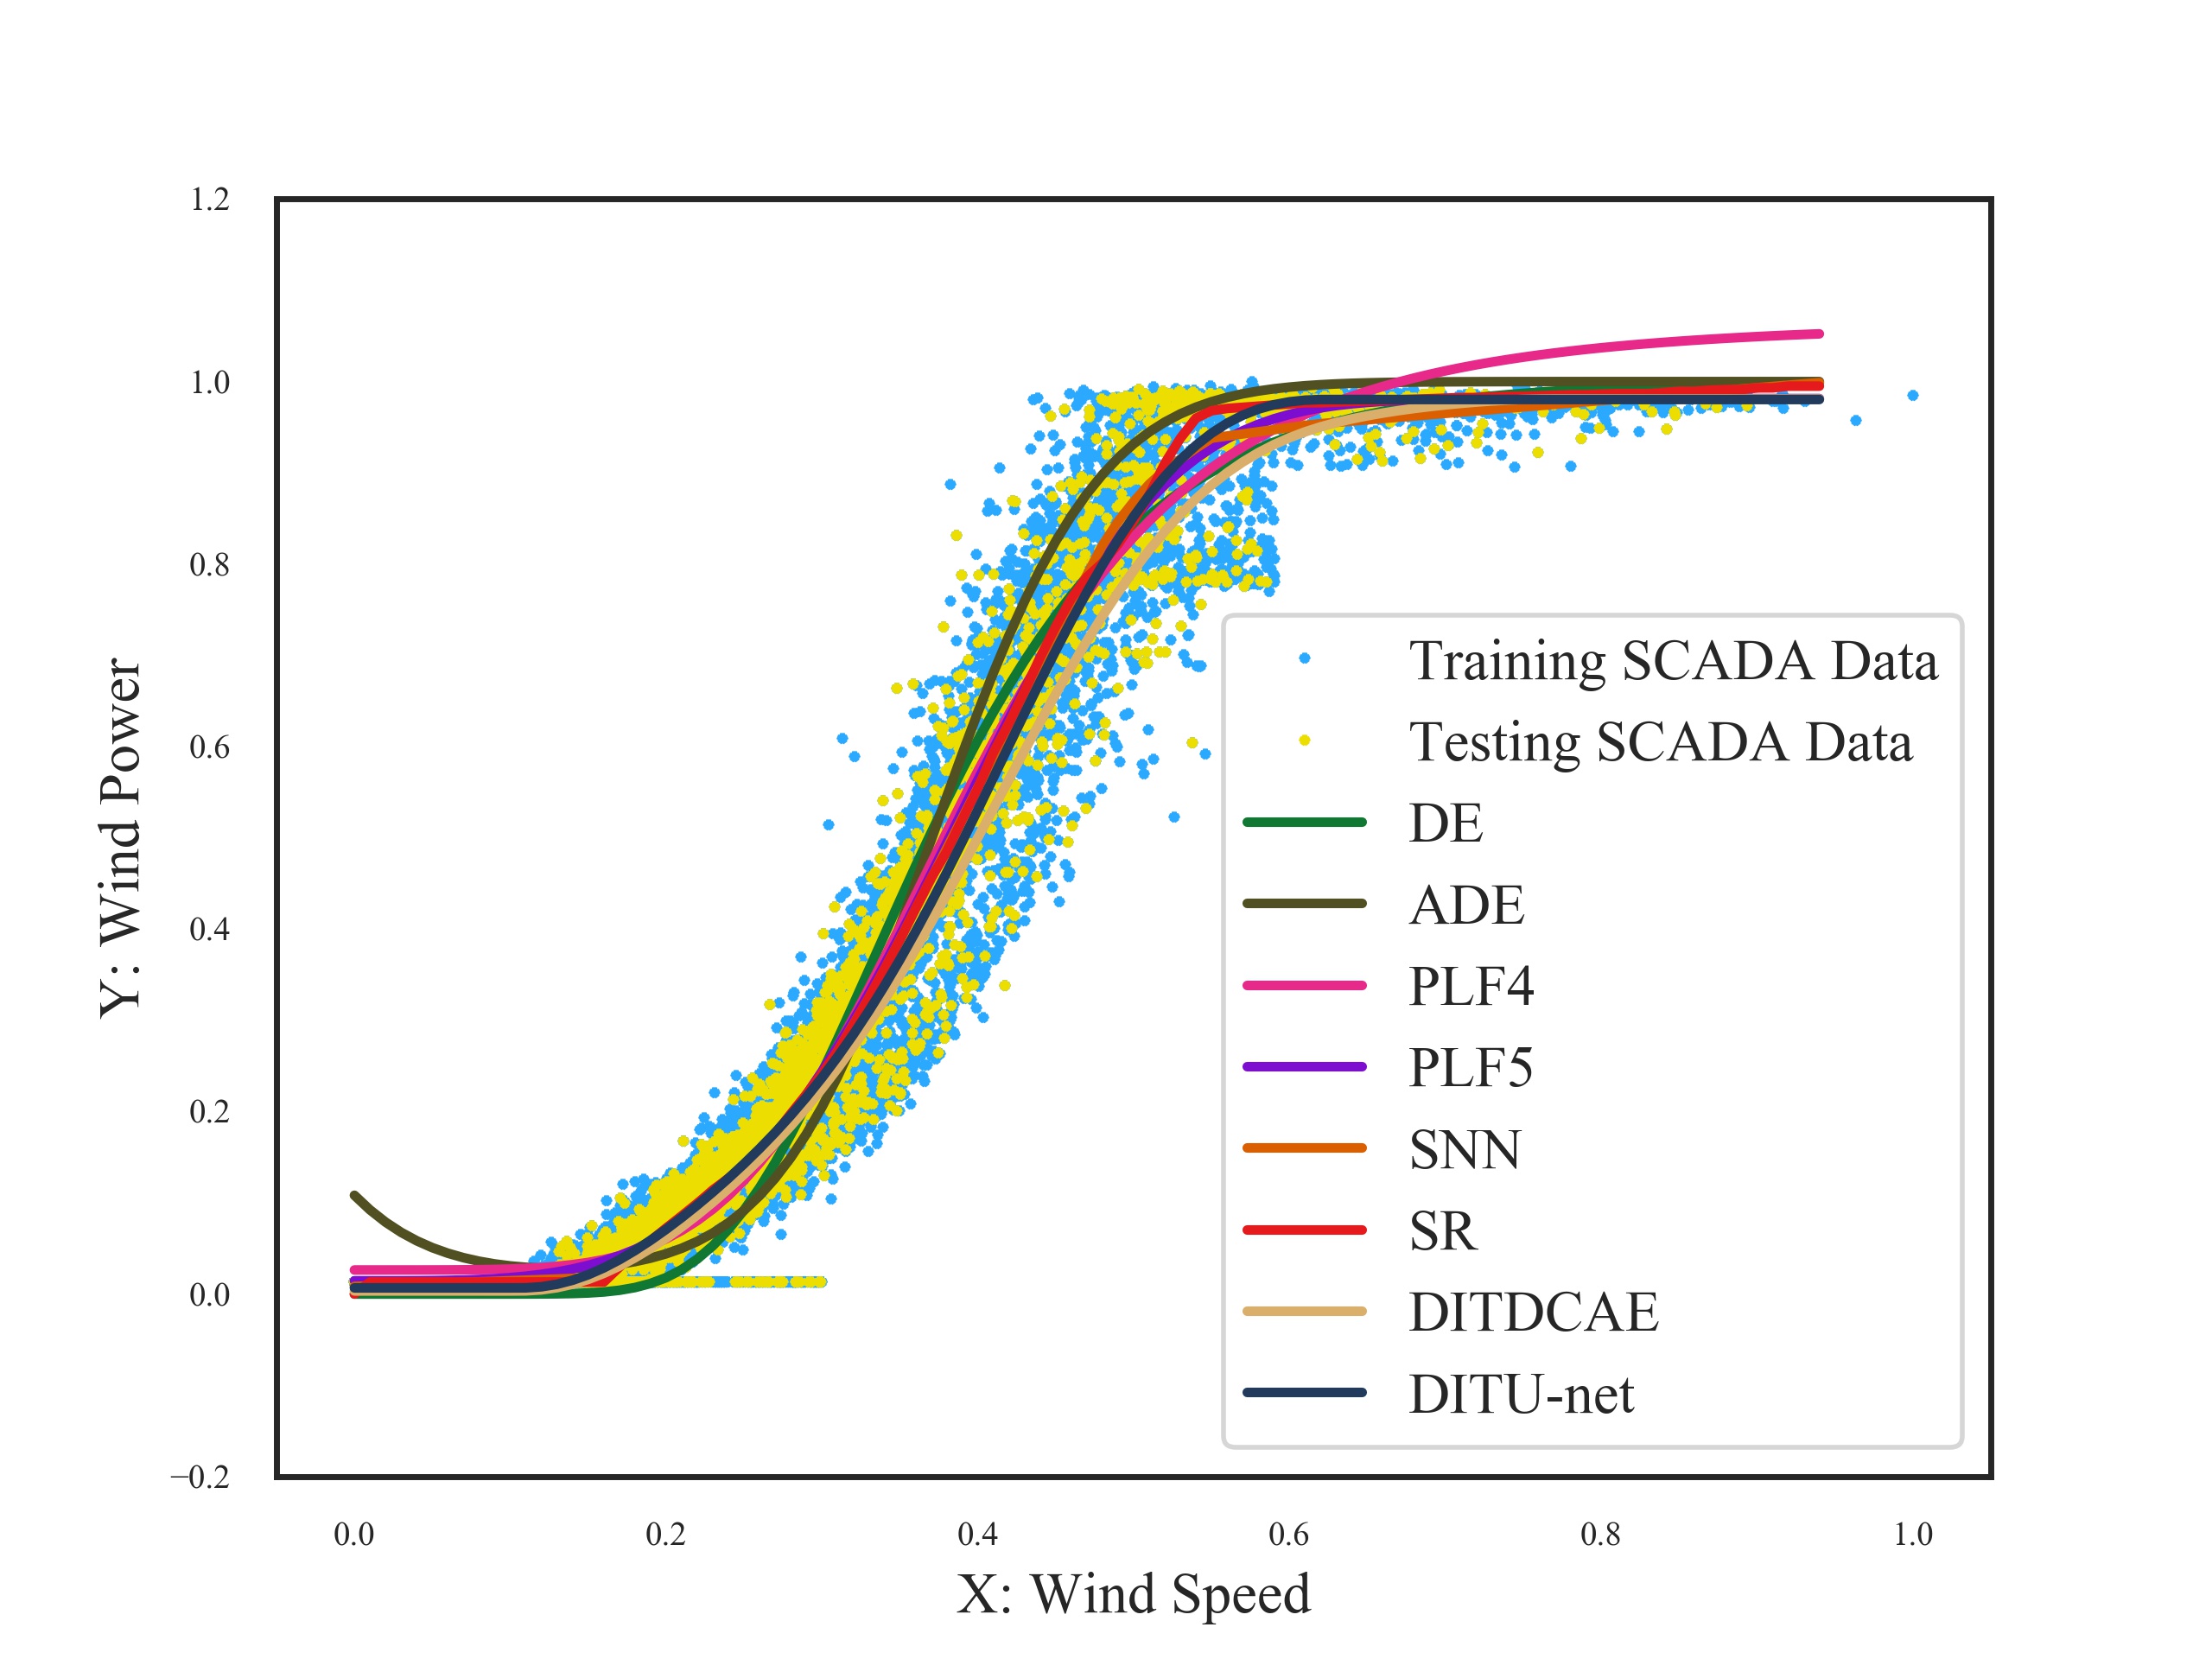 1.2
1.0
0.8
0.6
0.4
0.2
0.0
−0.2
Y: Wind Power
Training SCADA Data
Testing SCADA Data
DE
ADE
PLF4
PLF5
SNN
SR
DITDCAE
DITU-net
0.0 0.2 0.4 0.6 0.8 1.0
X: Wind Speed